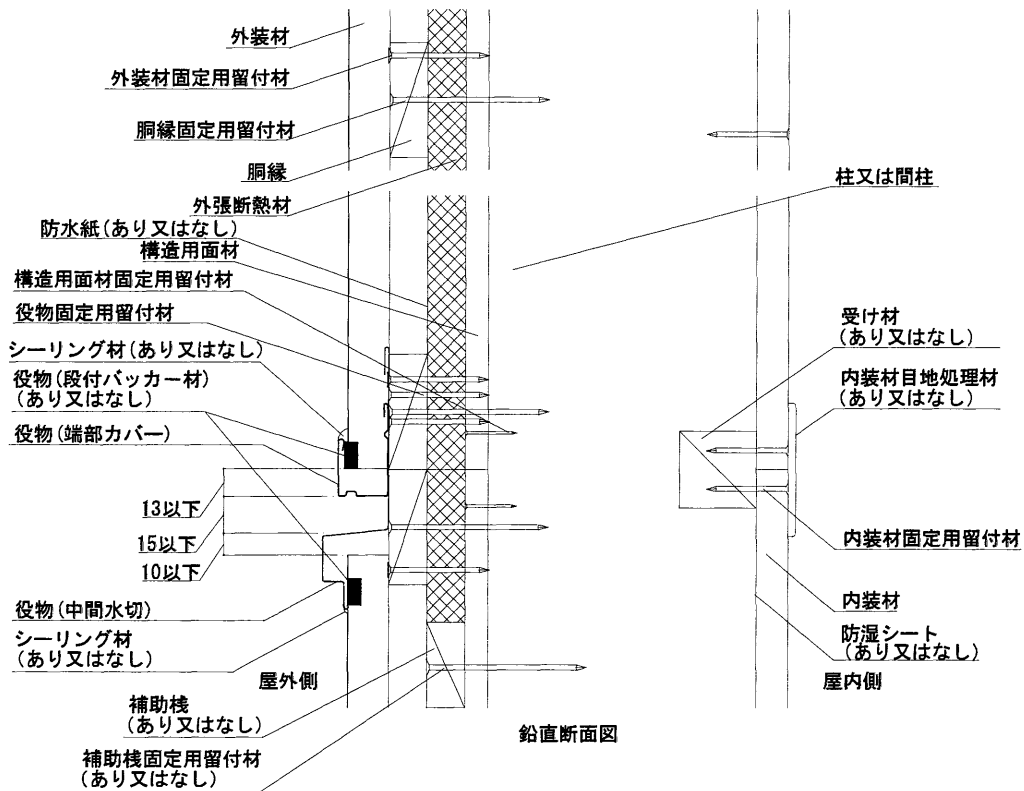 外装材
外装材固定用留付材
胴縁固定用留付材
胴縁
外張断熱材
防水紙(あり又はなし)
構造用面材
構造用面材固定用留付材
役物固定用留付材
シーリング材(あり又はなし)
役物(段付バッカー材)
(あり又はなし)
役物(端部カバー)
13以下
15以下
10以下
役物(中間水切)
シーリング材
(あり又はなし)
屋外側
補助桟
(あり又はなし)
補助桟固定用留付材
(あり又はなし)
柱又は間柱
受け材
(あり又はなし)
内装材目地処理材
(あり又はなし)
内装材固定用留付材
内装材
防湿シート
(あり又はなし)
屋内側
鉛直断面図